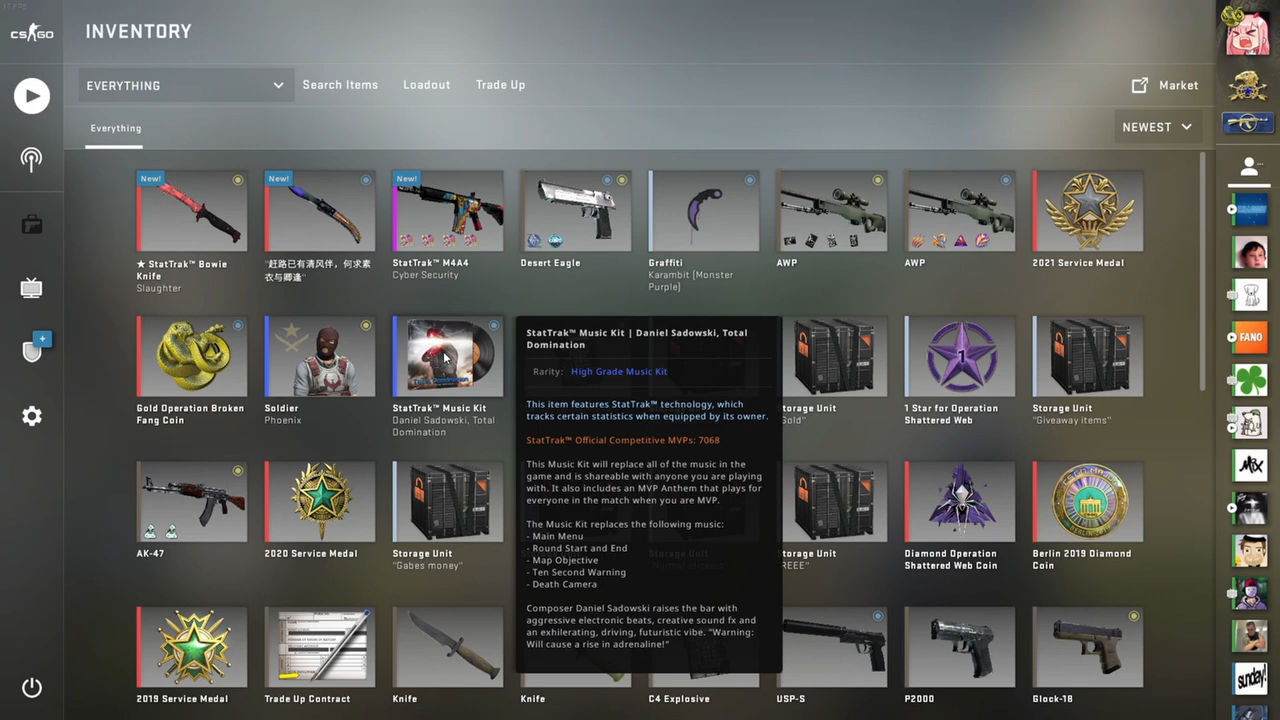 CS GO
INVENTORY
EVERYTHING
Search Items
Loadout
Trade Up
Market
Everything
NEWEST
New!
New!
New!
★ StatTrak™ Bowie
Knife
Slaughter
"赶路已有清风伴，何求素
衣与卿逢"
StatTrak™ M4A4
Cyber Security
Desert Eagle
Graffiti
Karambit [Monster
Purple]
AWP
AWP
2021 Service Medal
Gold Operation Broken
Fang Coin
Soldier
Phoenix
StatTrak™ Music Kit
Daniel Sadowski, Total
Domination
StatTrak™ Music Kit | Daniel Sadowski, Total
Domination
Rarity: High Grade Music Kit
This item features StatTrak™ technology, which
tracks certain statistics when equipped by its owner.
StatTrak™ Official Competitive MVPs: 7068
This Music Kit will replace all of the music in the
game and is shareable with anyone you are playing
with. It also includes an MVP Anthem that plays for
everyone in the match when you are MVP.
The Music Kit replaces the following music:
- Main Menu
- Round Start and End
- Map Objective
- Ten Second Warning
- Death Camera
Composer Daniel Sadowski raises the bar with
aggressive electronic beats, creative sound fx and
an exhilerating, driving, futuristic vibe. "Warning:
Will cause a rise in adrenaline!"
Storage Unit
Gold"
1 Star for Operation
Shattered Web
Storage Unit
"Giveaway items"
AK-47
2020 Service Medal
Storage Unit
"Gabes money"
Storage Unit
Storage Unit
REEE"
Diamond Operation
Shattered Web Coin
Berlin 2019 Diamond
Coin
2019 Service Medal
Trade Up Contract
Knife
Knife
C4 Explosive
USP-S
P2000
Glock-18
FANO
MIX
sunday!